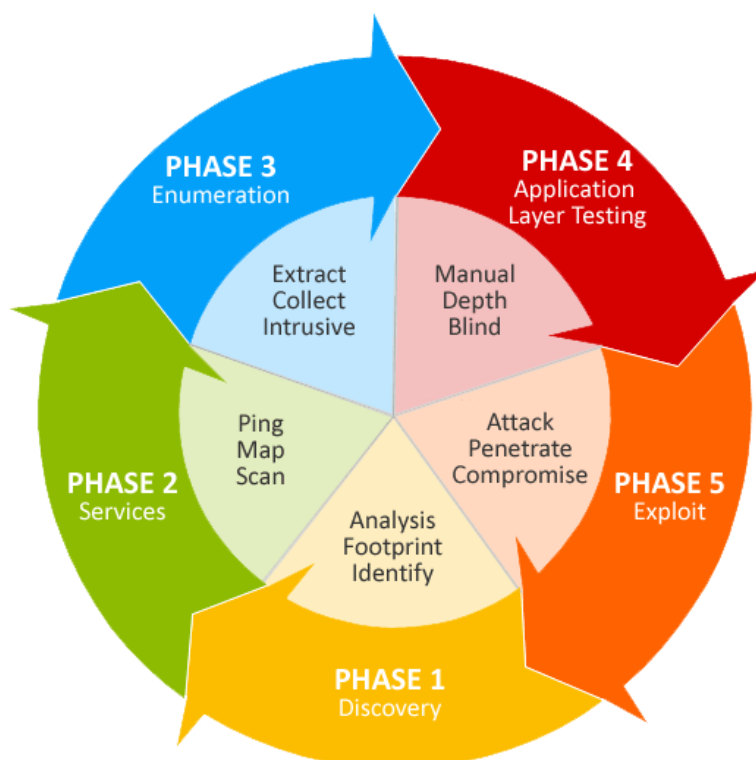 PHASE 3
Enumeration
PHASE 4
Application
Layer Testing
Extract
Collect
Intrusive
Manual
Depth
Blind
Ping
Map
Scan
Attack
Penetrate
Compromise
PHASE 2
Services
PHASE 5
Exploit
Analysis
Footprint
Identify
PHASE 1
Discovery